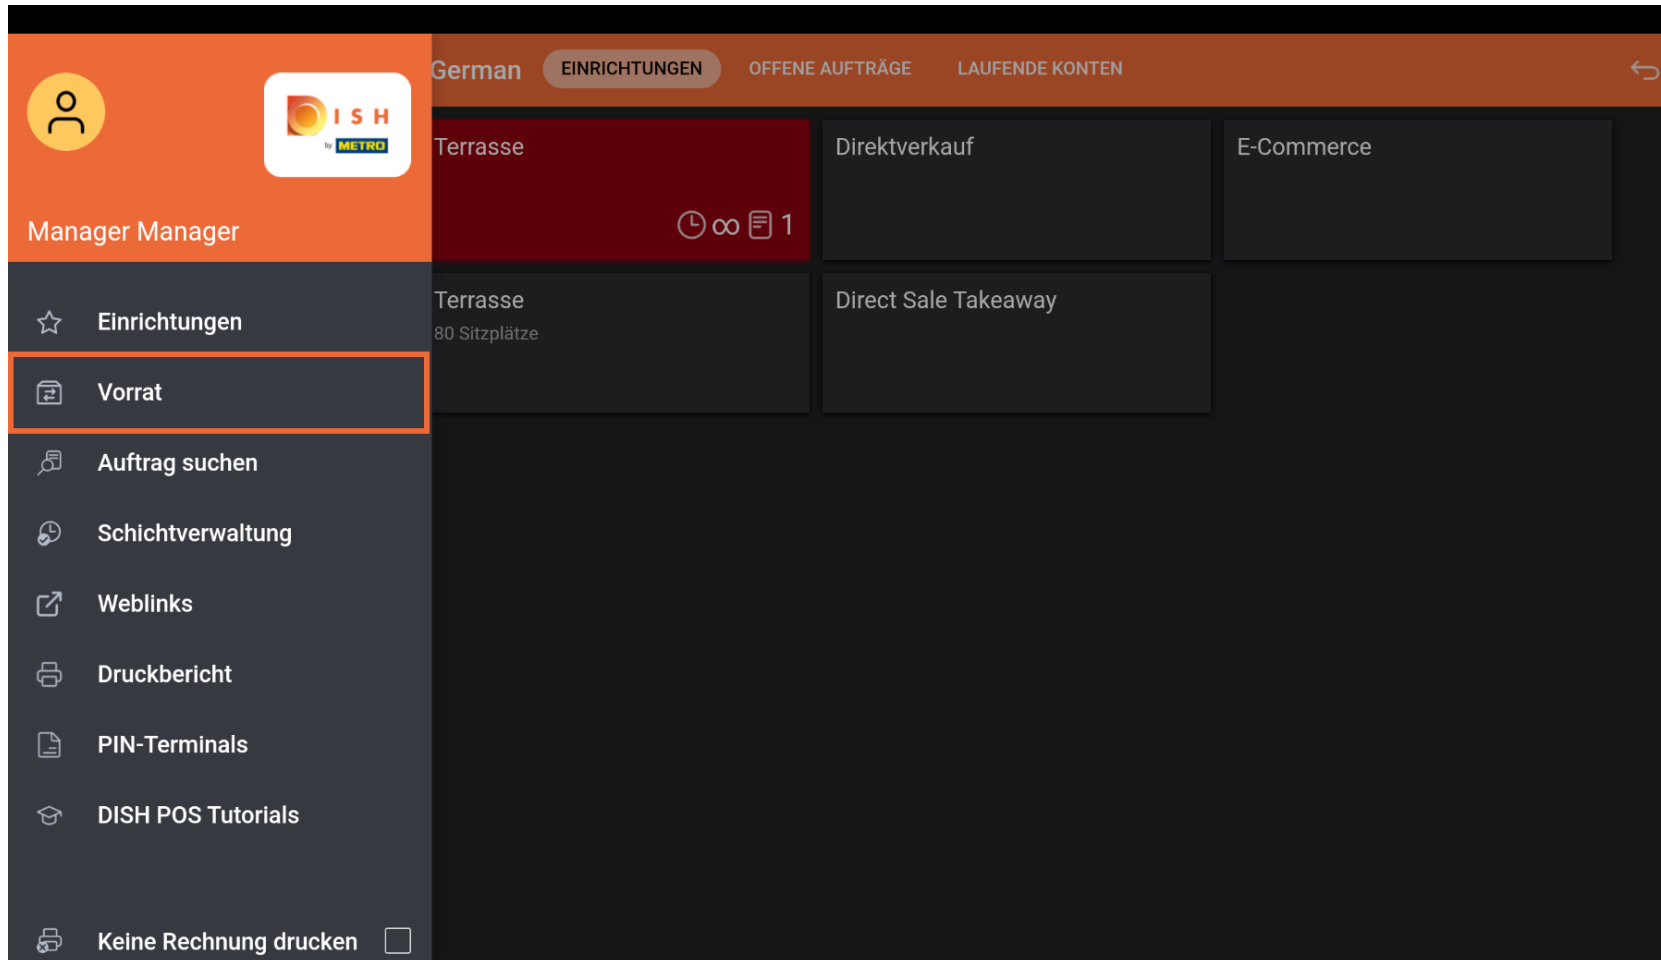 German
EINRICHTUNGEN
OFFENE AUFTRÄGE
LAUFENDE KONTEN
DISH
by METRO
Manager Manager
Einrichtungen
Vorrat
Auftrag suchen
Schichtverwaltung
Weblinks
Druckbericht
PIN-Terminals
DISH POS Tutorials
Keine Rechnung drucken
Terrasse
∞ 1
Direktverkauf
E-Commerce
Terrasse
80 Sitzplätze
Direct Sale Takeaway